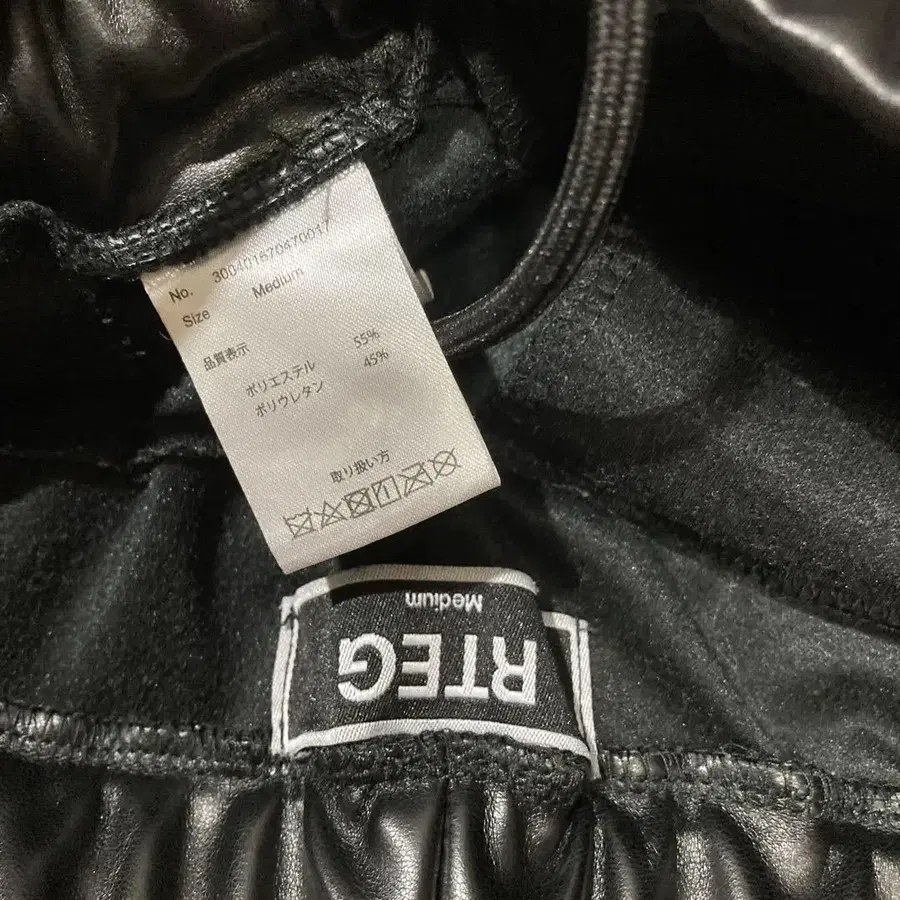 No. 30040167047001
Size Medium
品質表示
ポリエステル 55%
ポリウレタン 45%
取り扱い方
RTEG
Medium